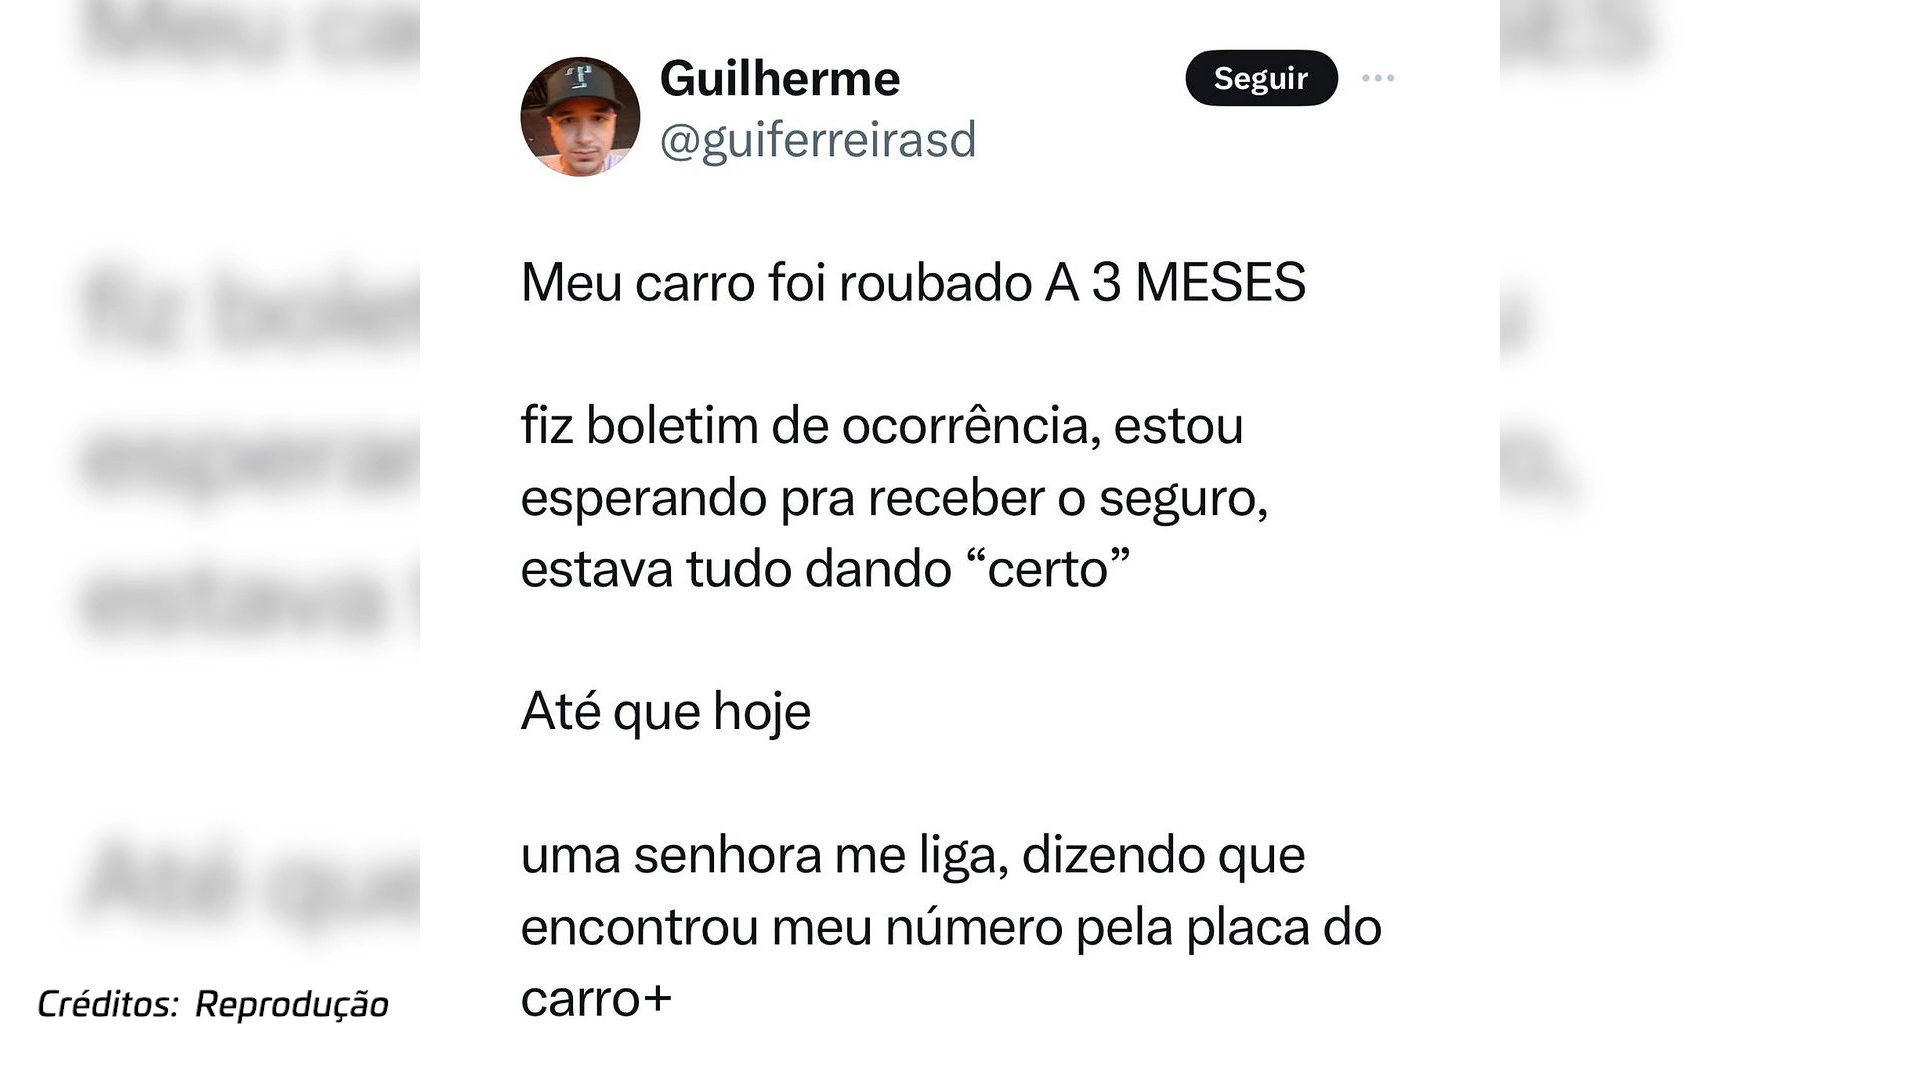 Guilherme
Seguir
@guiferreirasd
Meu carro foi roubado A 3 MESES
fiz boletim de ocorrência, estou
esperando pra receber o seguro,
estava tudo dando “certo”
Até que hoje
uma senhora me liga, dizendo que
encontrou meu número pela placa do
carro+
Créditos: Reprodução